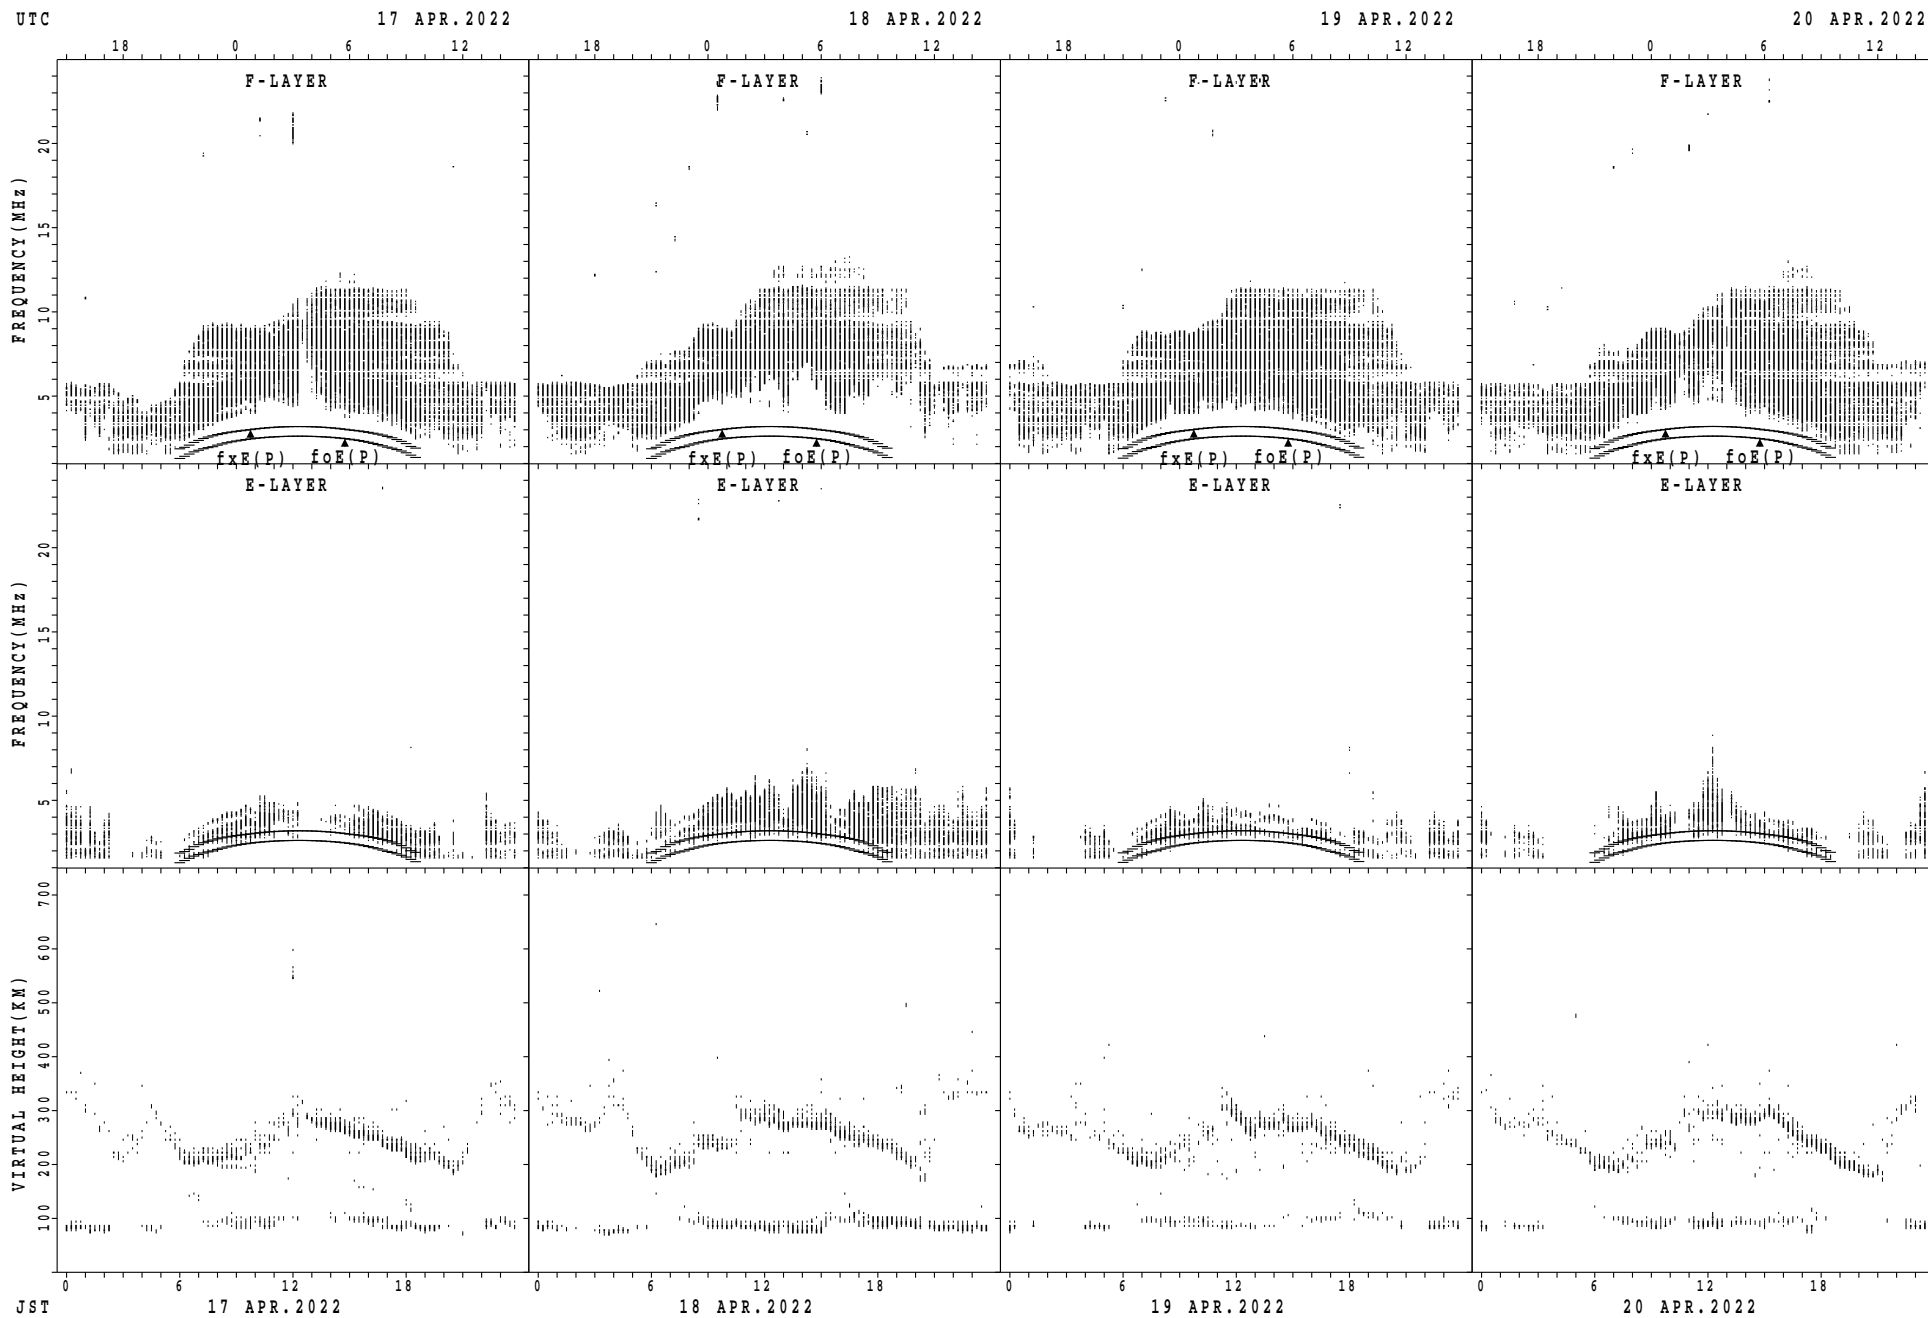 UTC 17 APR.2022 18 APR.2022 19 APR.2022 20 APR.2022
18 0 6 12 18 0 6 12 18 0 6 12 18 0 6 12
F-LAYER F-LAYER F-LAYER F-LAYER
FREQUENCY(MHz)
20
15
10
5
fxE(P) foE(P) fxE(P) foE(P) fxE(P) foE(P) fxE(P) foE(P)
E-LAYER E-LAYER E-LAYER E-LAYER
FREQUENCY(MHz)
20
15
10
5
VIRTUAL HEIGHT(KM)
700
600
500
400
300
200
100
0 6 12 18 0 6 12 18 0 6 12 18 0 6 12 18
JST 17 APR.2022 18 APR.2022 19 APR.2022 20 APR.2022